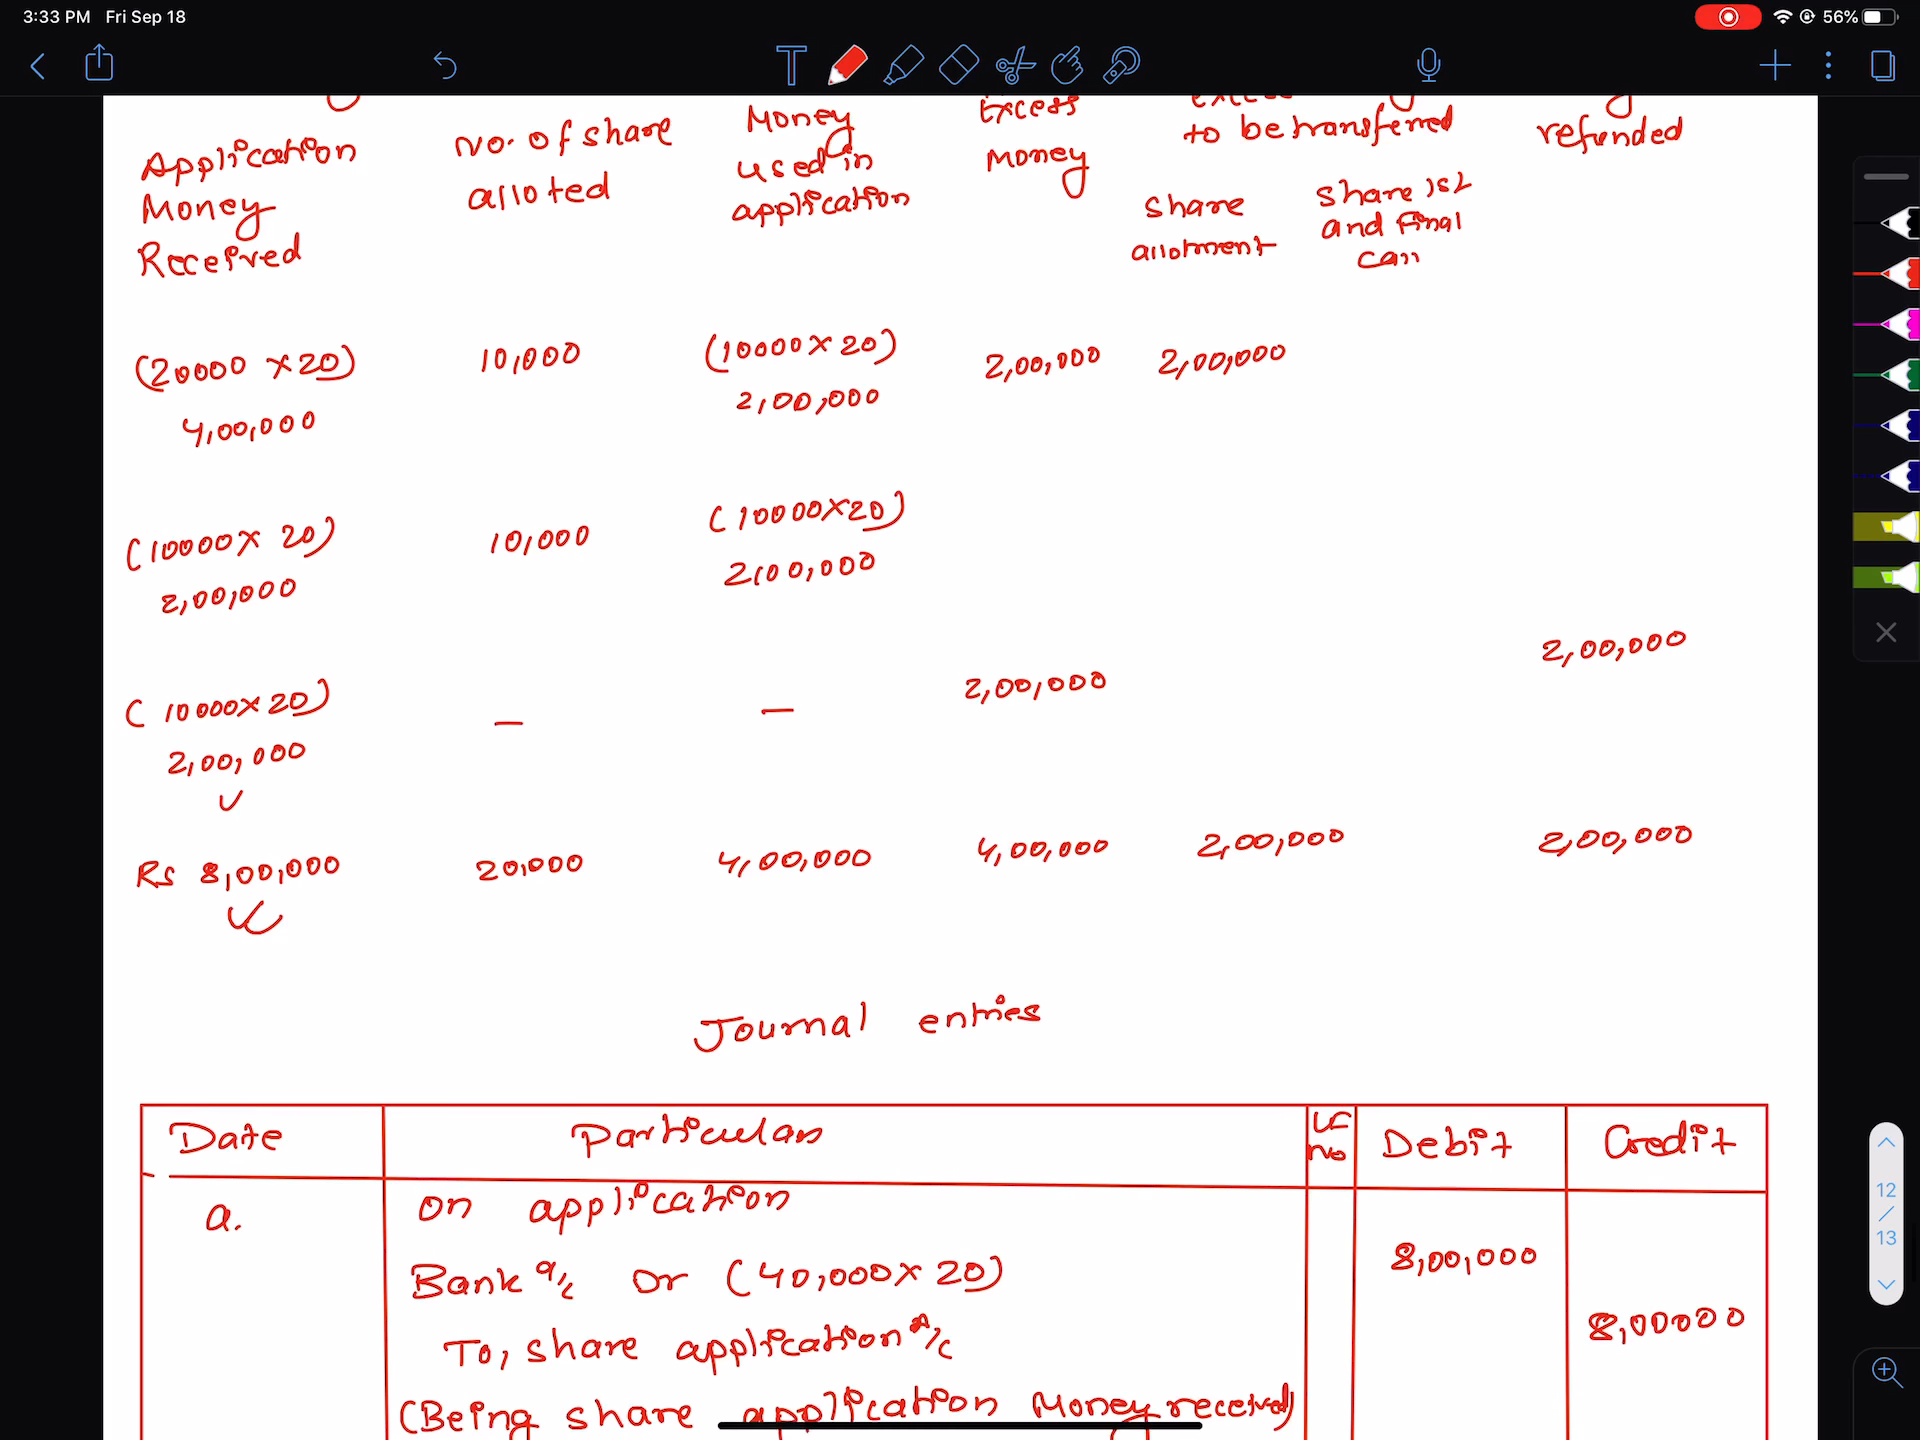 3:33 PM Fri Sep 18
56%
Application
Money
Received
No. of share
alloted
Money
used in
application
Excess
Money
to be transferred
share
allotment
share 1st
and final
call
refunded
(20000 × 20)
4,00,000
10,000
(10000 × 20)
2,00,000
2,00,000
2,00,000
(10000 × 20)
2,00,000
10,000
(10000×20)
2,00,000
(10000×20)
2,00,000
—
—
2,00,000
2,00,000
Rs 8,00,000
20,000
4,00,000
4,00,000
2,00,000
2,00,000
Journal entries
Date
Particulars
LF
no
Debit
Credit
a.
on application
Bank a/c Dr (40,000 × 20)
8,00,000
To, share application a/c
8,00000
(Being share application Money received)
12
/
13